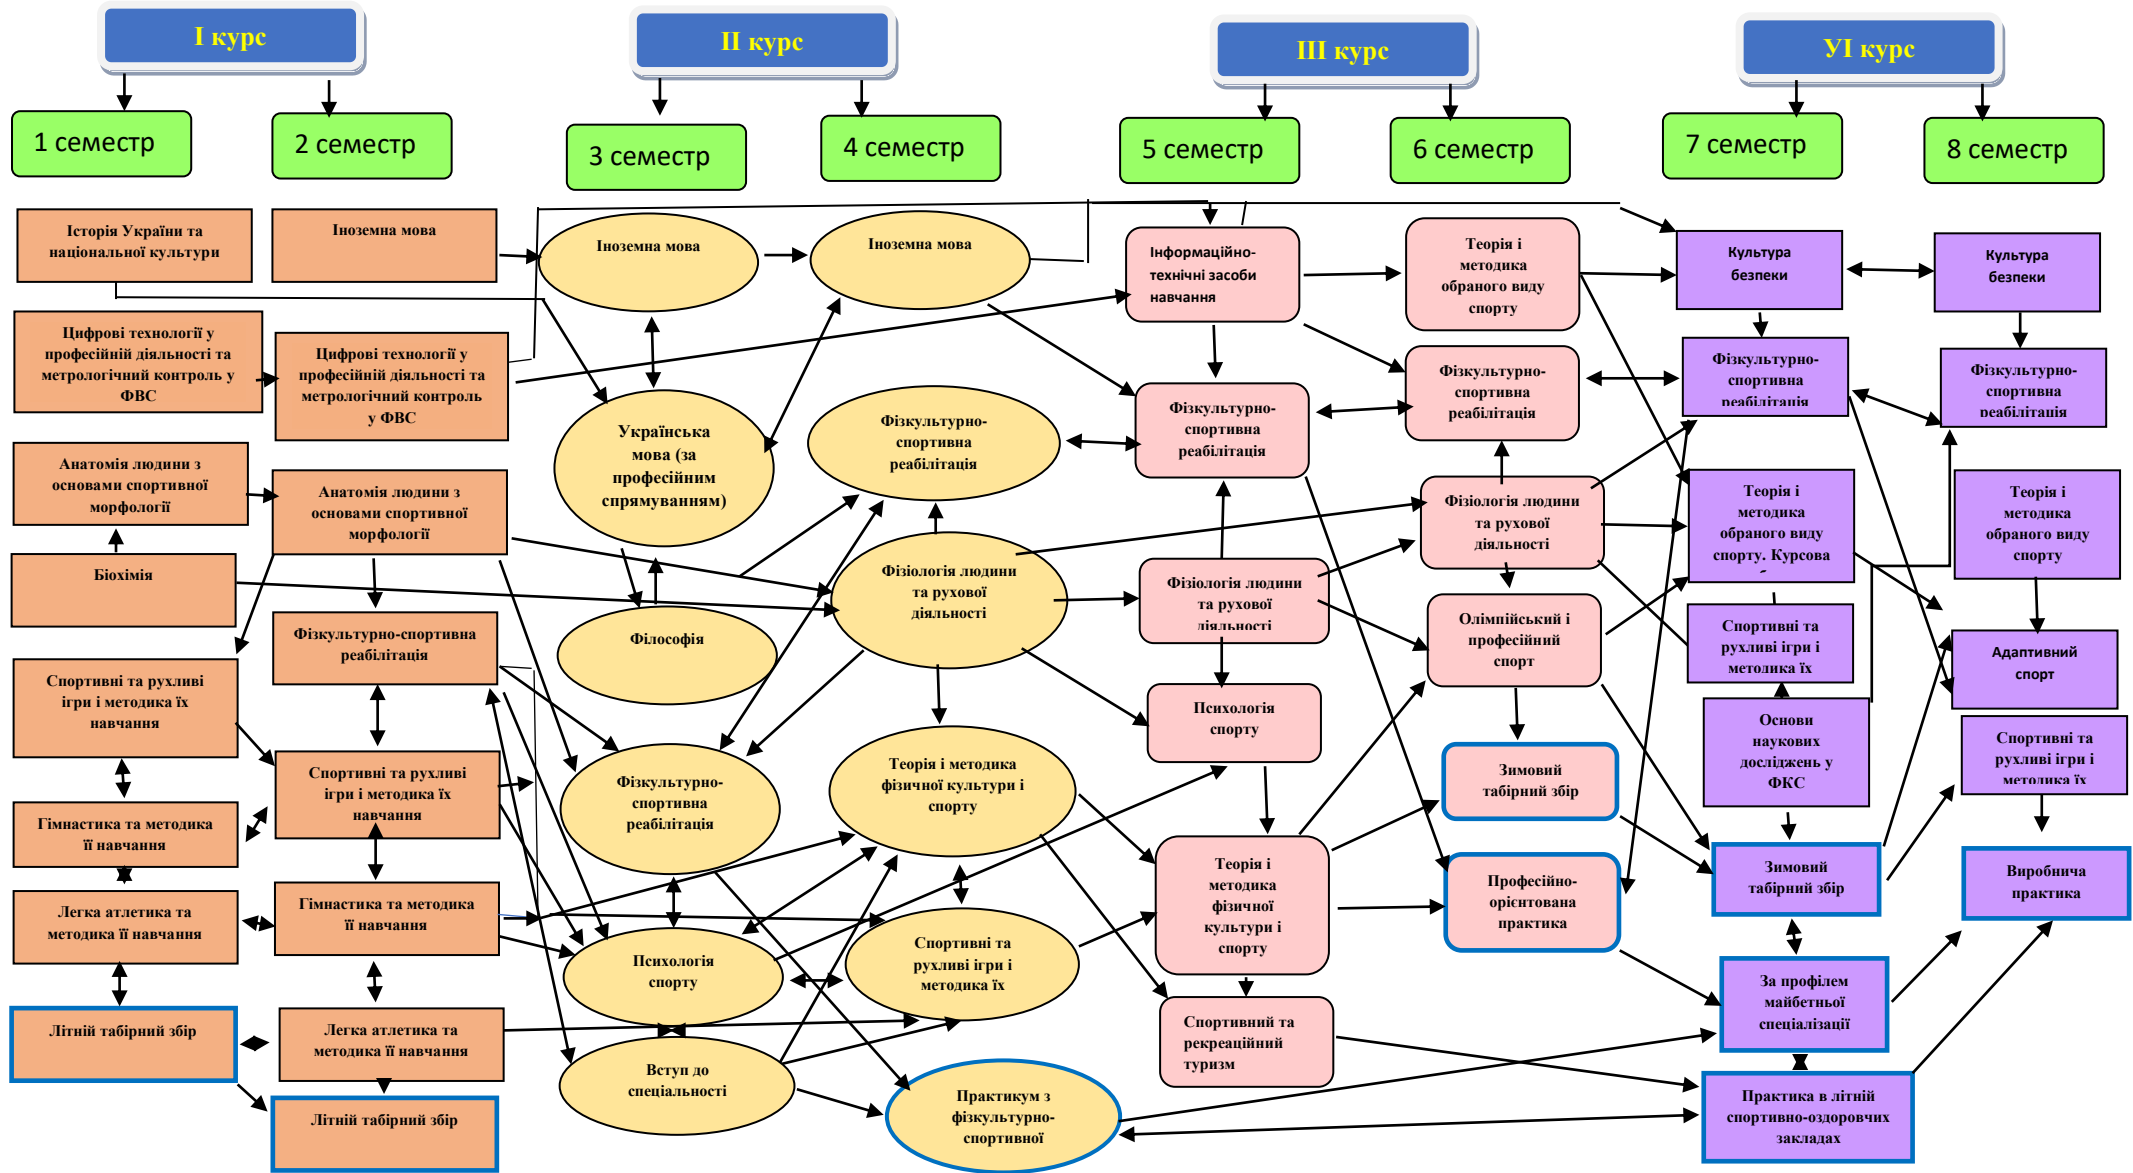 І курс
ІІ курс
ІІІ курс
УІ курс
1 семестр
2 семестр
3 семестр
4 семестр
5 семестр
6 семестр
7 семестр
8 семестр
Історія України та
національної культури
Цифрові технології у
професійній діяльності та
метрологічний контроль у
ФВС
Анатомія людини з
основами спортивної
морфології
Біохімія
Спортивні та рухливі
ігри і методика їх
навчання
Гімнастика та методика
її навчання
Легка атлетика та
методика її навчання
Літній табірний збір
Іноземна мова
Цифрові технології у
професійній діяльності та
метрологічний контроль
у ФВС
Анатомія людини з
основами спортивної
морфології
Фізкультурно-спортивна
реабілітація
Спортивні та рухливі
ігри і методика їх
навчання
Гімнастика та методика
її навчання
Легка атлетика та
методика її навчання
Літній табірний збір
Іноземна мова
Українська
мова (за
професійним
спрямуванням)
Філософія
Фізкультурно-
спортивна
реабілітація
Психологія
спорту
Вступ до
спеціальності
Іноземна мова
Фізкультурно-
спортивна
реабілітація
Фізіологія людини
та рухової
діяльності
Теорія і методика
фізичної культури і
спорту
Спортивні та
рухливі ігри і
методика їх
Практикум з
фізкультурно-
спортивної
Інформаційно-
технічні засоби
навчання
Фізкультурно-
спортивна
реабілітація
Фізіологія людини
та рухової
діяльності
Психологія
спорту
Теорія і
методика
фізичної
культури і
спорту
Спортивний та
рекреаційний
туризм
Теорія і
методика
обраного виду
спорту
Фізкультурно-
спортивна
реабілітація
Фізіологія людини
та рухової
діяльності
Олімпійський і
професійний
спорт
Зимовий
табірний збір
Професійно-
орієнтована
практика
Культура
безпеки
Фізкультурно-
спортивна
реабілітація
Теорія і
методика
обраного виду
спорту. Курсова
Спортивні та
рухливі ігри і
методика їх
Основи
наукових
досліджень у
ФКС
Зимовий
табірний збір
За профілем
майбетньої
спеціалізації
Практика в літній
спортивно-оздоровчих
закладах
Культура
безпеки
Фізкультурно-
спортивна
реабілітація
Теорія і
методика
обраного виду
спорту
Адаптивний
спорт
Спортивні та
рухливі ігри і
методика їх
Виробнича
практика